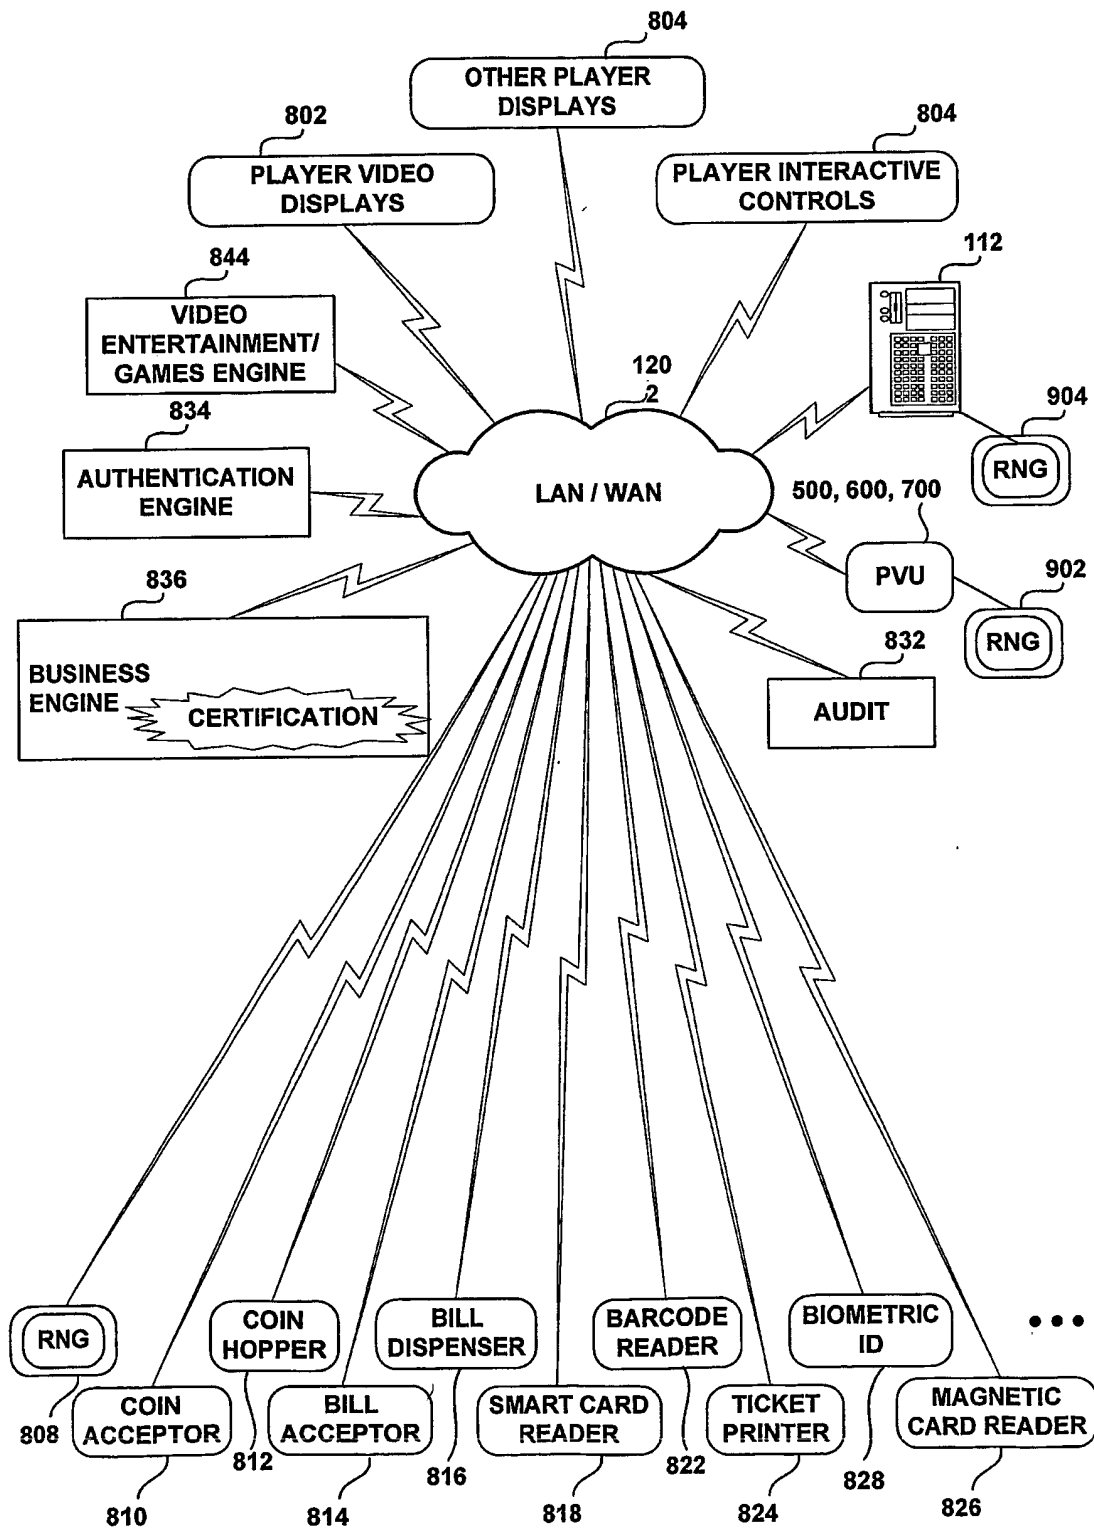 804
OTHER PLAYER
DISPLAYS
802
PLAYER VIDEO
DISPLAYS
804
PLAYER INTERACTIVE
CONTROLS
844
VIDEO
ENTERTAINMENT/
GAMES ENGINE
112
120
2
904
RNG
834
AUTHENTICATION
ENGINE
LAN / WAN
500, 600, 700
PVU
902
RNG
836
BUSINESS
ENGINE
CERTIFICATION
832
AUDIT
RNG
808
COIN
ACCEPTOR
810
COIN
HOPPER
812
BILL
ACCEPTOR
814
BILL
DISPENSER
816
SMART CARD
READER
818
BARCODE
READER
822
TICKET
PRINTER
824
BIOMETRIC
ID
828
MAGNETIC
CARD READER
826
•••